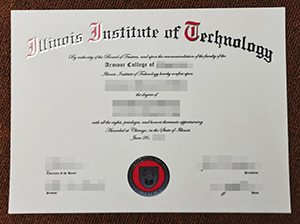 Illinois Institute of Technology
By authority of the Board of Trustees, and upon the recommendation of the faculty of the
Armour College of
Illinois Institute of Technology hereby confers upon
the degree of
with all the rights, privileges, and honors thereunto appertaining
Awarded at Chicago, in the State of Illinois
June 20,